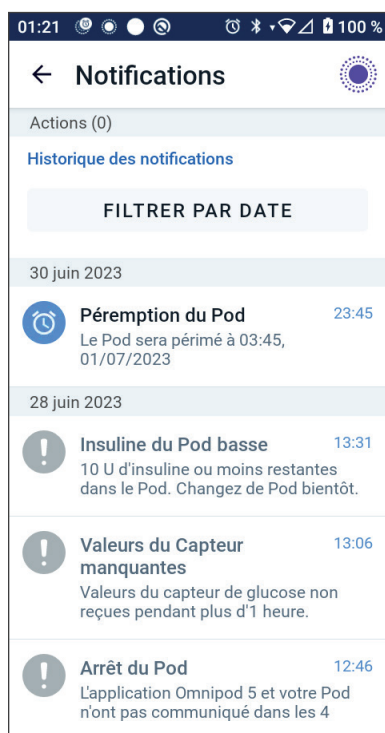 01:21 100 %
Notifications
Actions (0)
Historique des notifications
FILTRER PAR DATE
30 juin 2023
Péremption du Pod 23:45
Le Pod sera périmé à 03:45,
01/07/2023
28 juin 2023
Insuline du Pod basse 13:31
10 U d'insuline ou moins restantes
dans le Pod. Changez de Pod bientôt.
Valeurs du Capteur 13:06
manquantes
Valeurs du capteur de glucose non
reçues pendant plus d'1 heure.
Arrêt du Pod 12:46
L'application Omnipod 5 et votre Pod
n'ont pas communiqué dans les 4